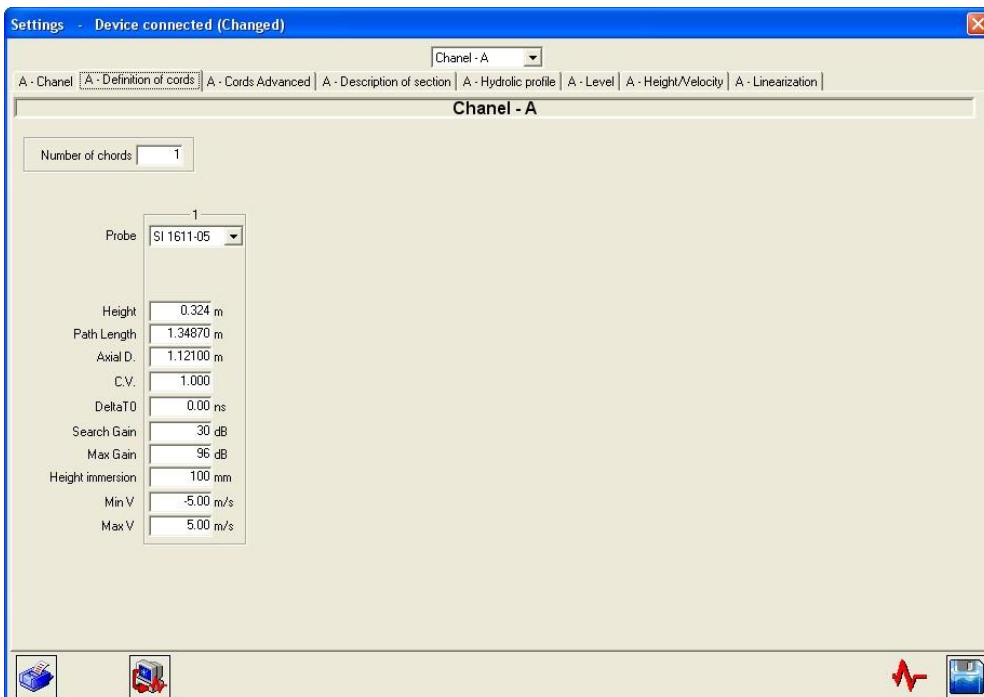 Settings - Device connected (Changed)
Chanel - A
A - Chanel A - Definition of cords A - Cords Advanced A - Description of section A - Hydrolic profile A - Level A - Height/Velocity A - Linearization
Chanel - A
Number of chords 1
1
Probe SI 1611-05
Height 0.324 m
Path Length 1.34870 m
Axial D. 1.12100 m
C.V. 1.000
DeltaT0 0.00 ns
Search Gain 30 dB
Max Gain 96 dB
Height immersion 100 mm
Min V -5.00 m/s
Max V 5.00 m/s